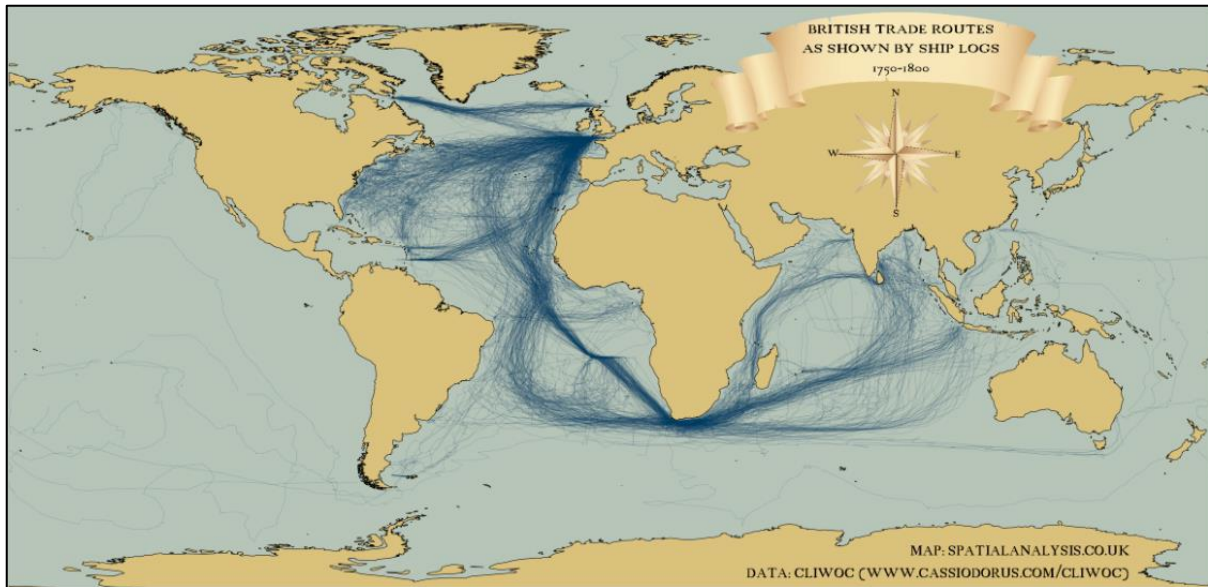 BRITISH TRADE ROUTES
AS SHOWN BY SHIP LOGS
1750-1800
N
W
E
S
MAP: SPATIALANALYSIS.CO.UK
DATA: CLIWOC (WWW.CASSIODORUS.COM/CLIWOC)